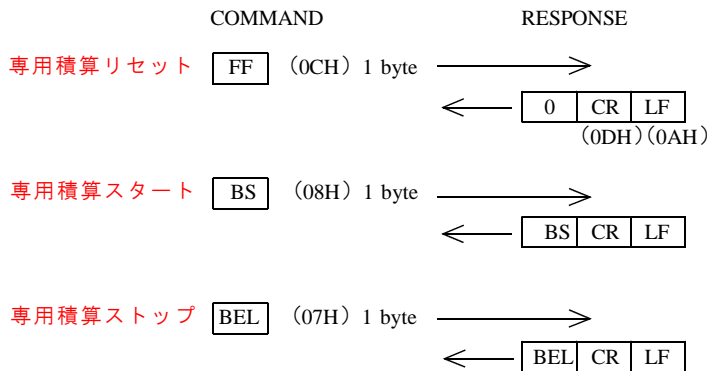 COMMAND RESPONSE
専用積算リセット FF （0CH）1 byte
0 CR LF
（0DH）（0AH）
専用積算スタート BS （08H）1 byte
BS CR LF
専用積算ストップ BEL （07H）1 byte
BEL CR LF